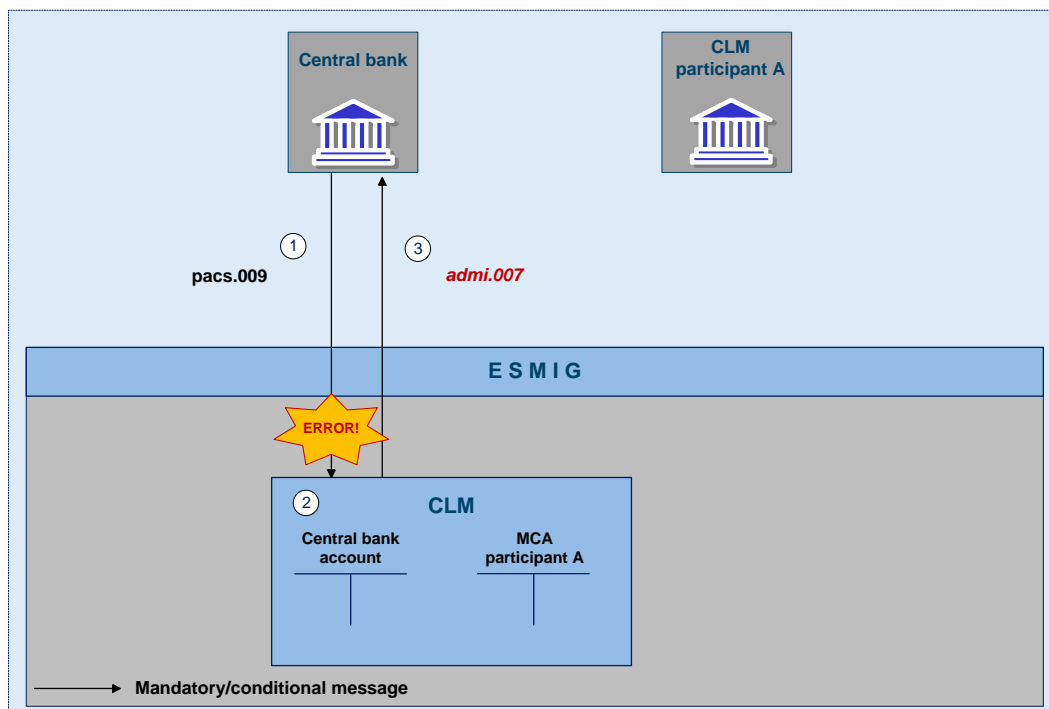 Central bank
CLM
participant A
1
3
pacs.009
admi.007
E S M I G
ERROR!
2
CLM
Central bank
account
MCA
participant A
Mandatory/conditional message